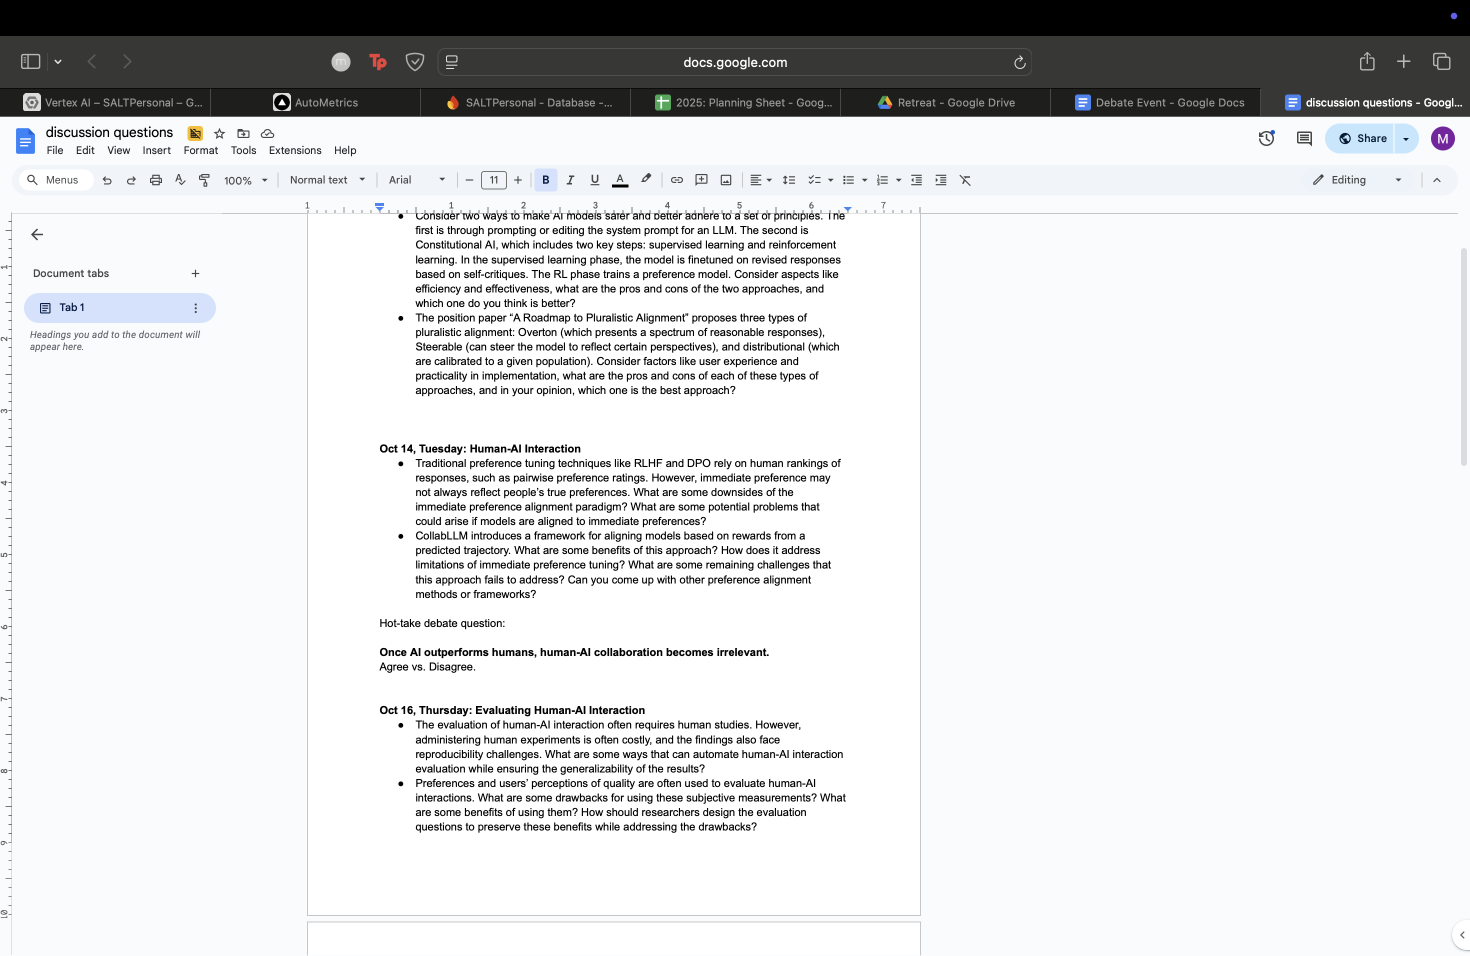 docs.google.com
Vertex AI – SALTPersonal – G...
AutoMetrics
SALTPersonal - Database -...
2025: Planning Sheet - Goog...
Retreat - Google Drive
Debate Event - Google Docs
discussion questions - Googl...
discussion questions
File Edit View Insert Format Tools Extensions Help
Share
M
Menus
100%
Normal text
Arial
11
Editing
1 1 2 3 4 5 6 7
Document tabs
Tab 1
Headings you add to the document will
appear here.
1
2
3
4
5
6
7
8
9
10
Consider two ways to make AI models safer and better adhere to a set of principles. The
first is through prompting or editing the system prompt for an LLM. The second is
Constitutional AI, which includes two key steps: supervised learning and reinforcement
learning. In the supervised learning phase, the model is finetuned on revised responses
based on self-critiques. The RL phase trains a preference model. Consider aspects like
efficiency and effectiveness, what are the pros and cons of the two approaches, and
which one do you think is better?
The position paper “A Roadmap to Pluralistic Alignment” proposes three types of
pluralistic alignment: Overton (which presents a spectrum of reasonable responses),
Steerable (can steer the model to reflect certain perspectives), and distributional (which
are calibrated to a given population). Consider factors like user experience and
practicality in implementation, what are the pros and cons of each of these types of
approaches, and in your opinion, which one is the best approach?
Oct 14, Tuesday: Human-AI Interaction
Traditional preference tuning techniques like RLHF and DPO rely on human rankings of
responses, such as pairwise preference ratings. However, immediate preference may
not always reflect people’s true preferences. What are some downsides of the
immediate preference alignment paradigm? What are some potential problems that
could arise if models are aligned to immediate preferences?
CollabLLM introduces a framework for aligning models based on rewards from a
predicted trajectory. What are some benefits of this approach? How does it address
limitations of immediate preference tuning? What are some remaining challenges that
this approach fails to address? Can you come up with other preference alignment
methods or frameworks?
Hot-take debate question:
Once AI outperforms humans, human-AI collaboration becomes irrelevant.
Agree vs. Disagree.
Oct 16, Thursday: Evaluating Human-AI Interaction
The evaluation of human-AI interaction often requires human studies. However,
administering human experiments is often costly, and the findings also face
reproducibility challenges. What are some ways that can automate human-AI interaction
evaluation while ensuring the generalizability of the results?
Preferences and users’ perceptions of quality are often used to evaluate human-AI
interactions. What are some drawbacks for using these subjective measurements? What
are some benefits of using them? How should researchers design the evaluation
questions to preserve these benefits while addressing the drawbacks?